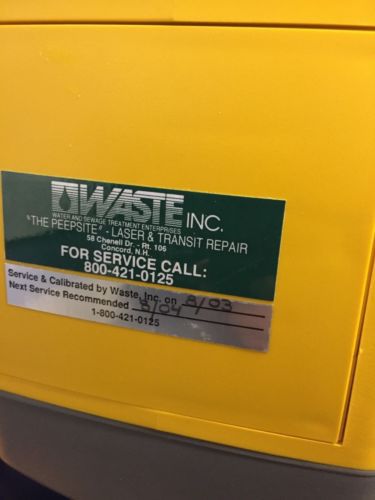 WASTE INC.
WATER AND SEWAGE TREATMENT ENTERPRISES
"THE PEEPSITE" - LASER & TRANSIT REPAIR
58 Chenell Dr. - Rt. 106
Concord, N.H.
FOR SERVICE CALL:
800-421-0125
Service & Calibrated by Waste, Inc. on 8/03
Next Service Recommended 8/04
1-800-421-0125